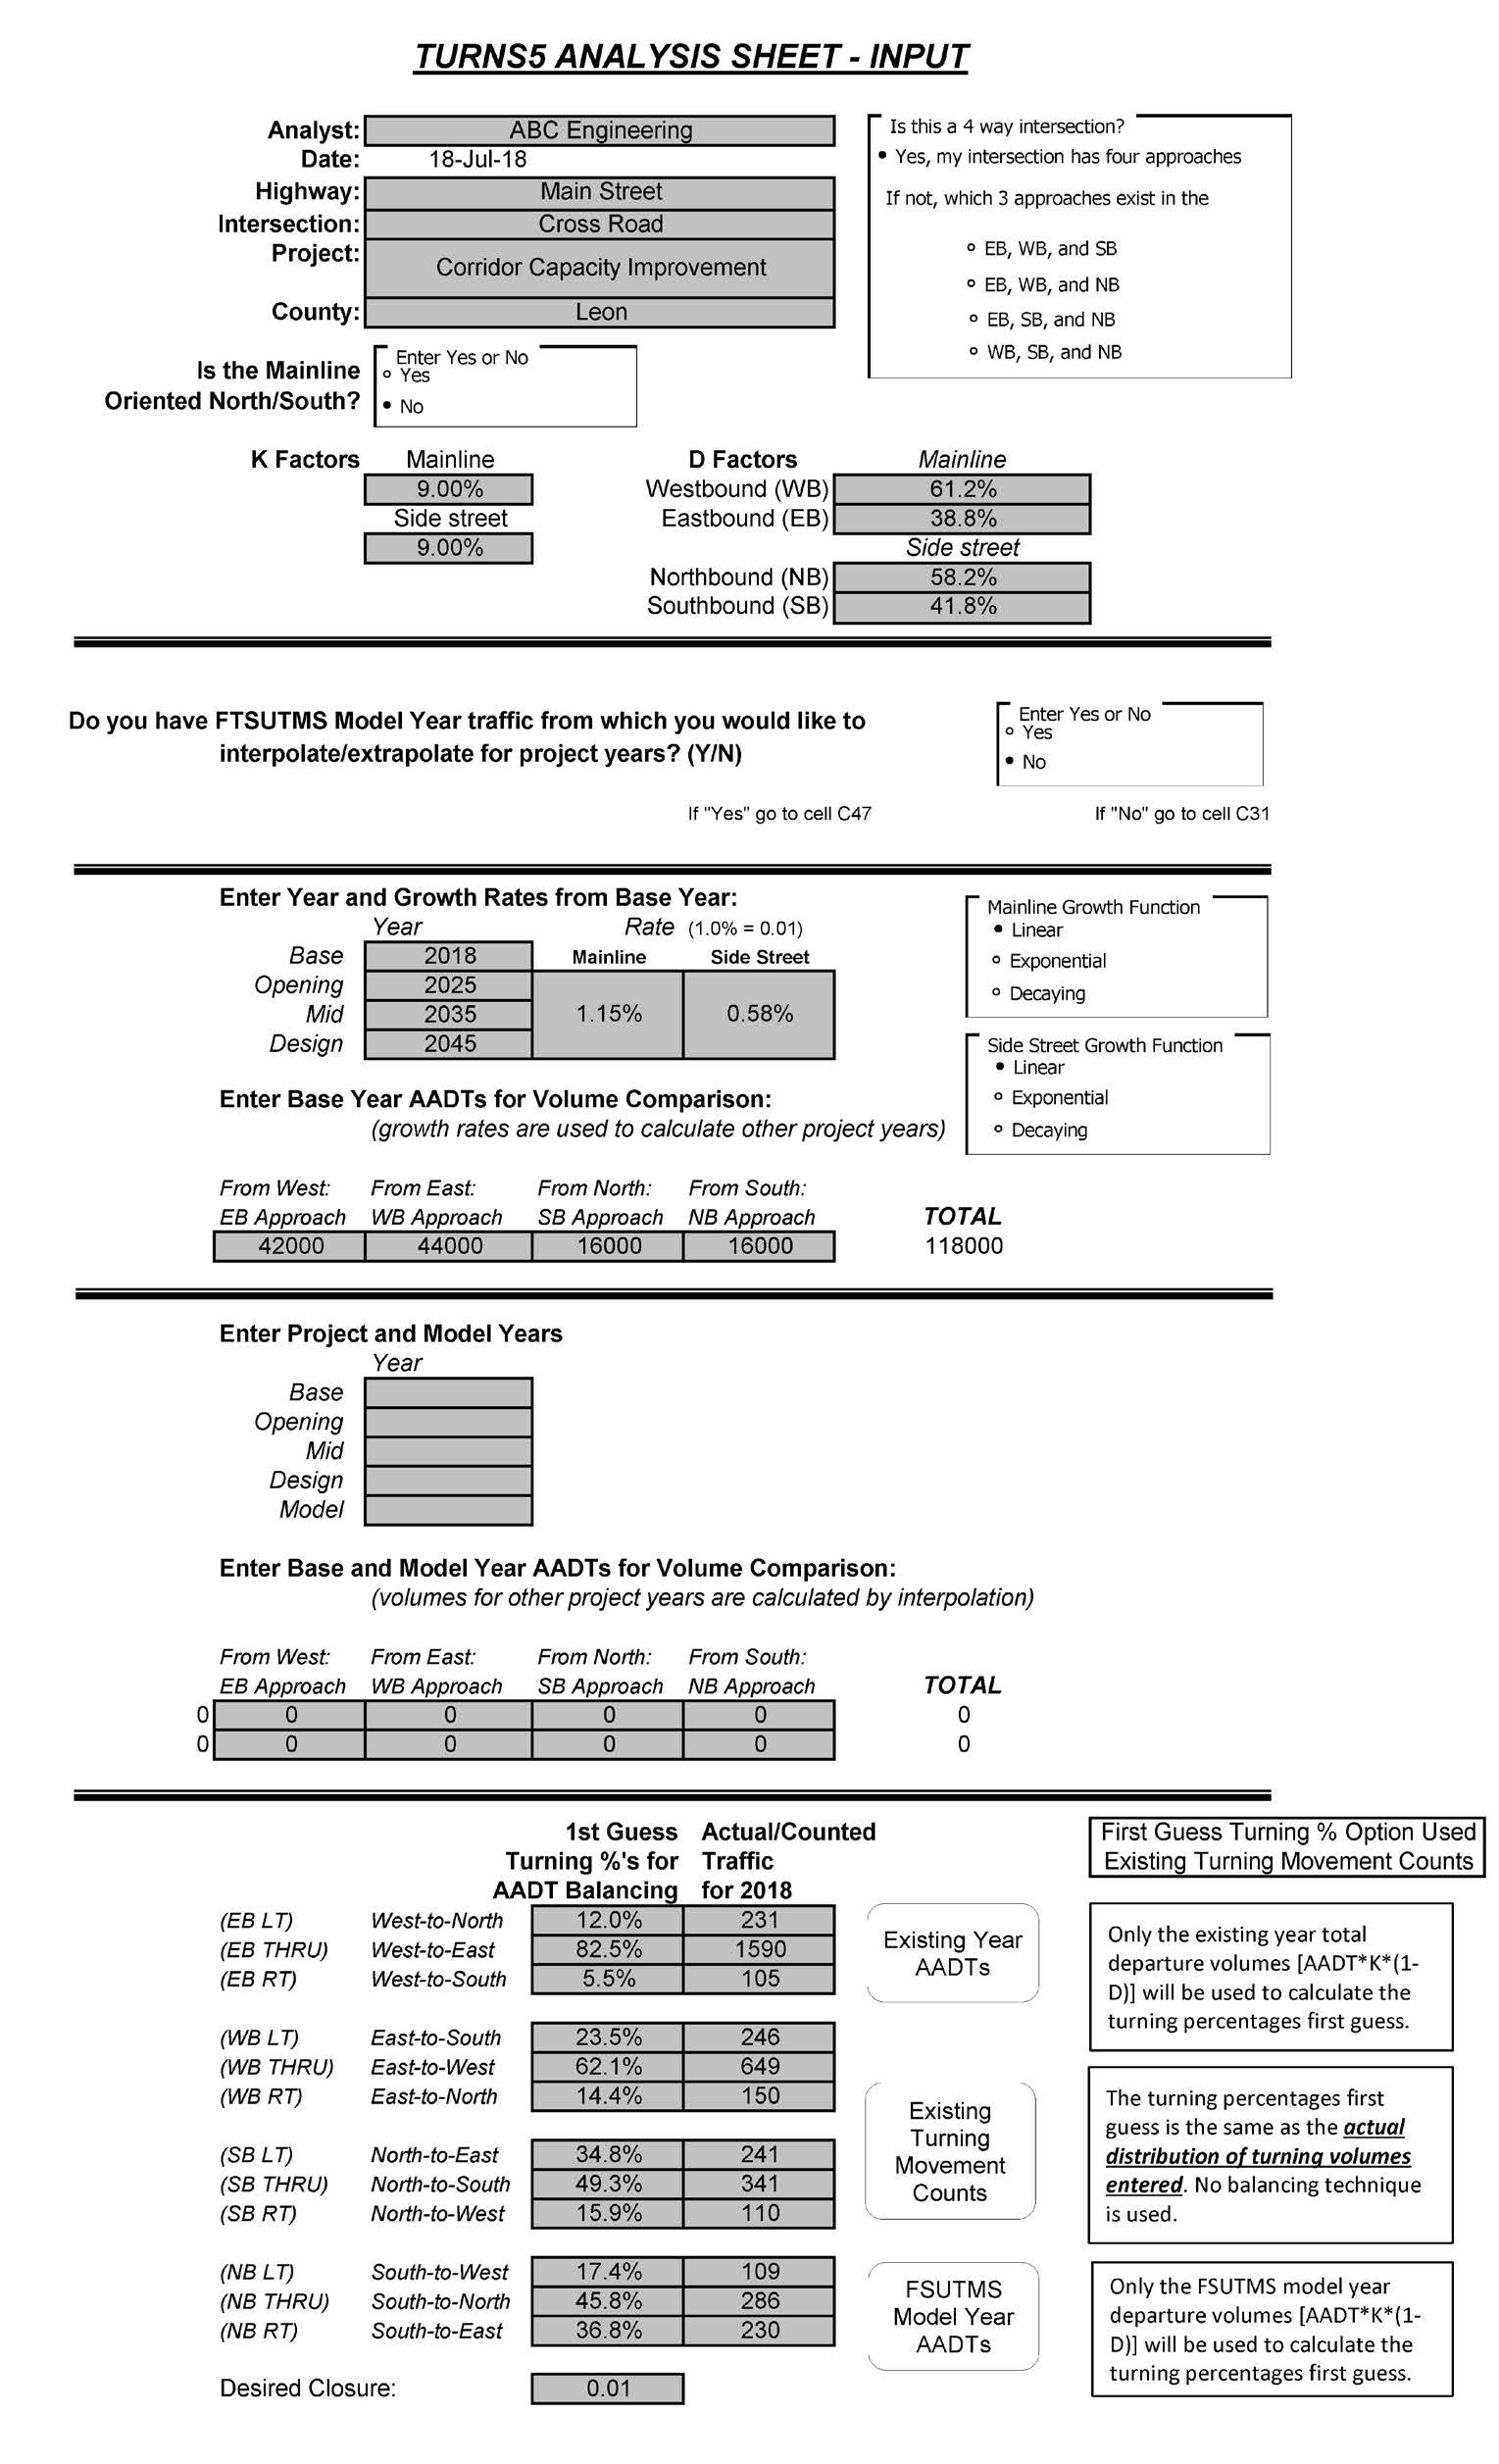 TURNS5 ANALYSIS SHEET - INPUT
Analyst: ABC Engineering
Date: 18-Jul-18
Highway: Main Street
Intersection: Cross Road
Project: Corridor Capacity Improvement
County: Leon
Is this a 4 way intersection?
Yes, my intersection has four approaches
If not, which 3 approaches exist in the
EB, WB, and SB
EB, WB, and NB
EB, SB, and NB
WB, SB, and NB
Is the Mainline
Oriented North/South?
Enter Yes or No
Yes
No
K Factors Mainline
9.00%
Side street
9.00%
D Factors Mainline
Westbound (WB) 61.2%
Eastbound (EB) 38.8%
Side street
Northbound (NB) 58.2%
Southbound (SB) 41.8%
Do you have FTSUTMS Model Year traffic from which you would like to
interpolate/extrapolate for project years? (Y/N)
Enter Yes or No
Yes
No
If "Yes" go to cell C47 If "No" go to cell C31
Enter Year and Growth Rates from Base Year:
Year Rate (1.0% = 0.01)
Base 2018 Mainline Side Street
Opening 2025
Mid 2035 1.15% 0.58%
Design 2045
Mainline Growth Function
Linear
Exponential
Decaying
Side Street Growth Function
Linear
Exponential
Decaying
Enter Base Year AADTs for Volume Comparison:
(growth rates are used to calculate other project years)
From West: From East: From North: From South:
EB Approach WB Approach SB Approach NB Approach TOTAL
42000 44000 16000 16000 118000
Enter Project and Model Years
Year
Base
Opening
Mid
Design
Model
Enter Base and Model Year AADTs for Volume Comparison:
(volumes for other project years are calculated by interpolation)
From West: From East: From North: From South:
EB Approach WB Approach SB Approach NB Approach TOTAL
0 0 0 0 0 0
0 0 0 0 0 0
1st Guess Actual/Counted
Turning %'s for Traffic
AADT Balancing for 2018
(EB LT) West-to-North 12.0% 231
(EB THRU) West-to-East 82.5% 1590
(EB RT) West-to-South 5.5% 105
(WB LT) East-to-South 23.5% 246
(WB THRU) East-to-West 62.1% 649
(WB RT) East-to-North 14.4% 150
(SB LT) North-to-East 34.8% 241
(SB THRU) North-to-South 49.3% 341
(SB RT) North-to-West 15.9% 110
(NB LT) South-to-West 17.4% 109
(NB THRU) South-to-North 45.8% 286
(NB RT) South-to-East 36.8% 230
Desired Closure: 0.01
First Guess Turning % Option Used
Existing Turning Movement Counts
Existing Year
AADTs
Only the existing year total
departure volumes [AADT*K*(1-
D)] will be used to calculate the
turning percentages first guess.
Existing
Turning
Movement
Counts
The turning percentages first
guess is the same as the actual
distribution of turning volumes
entered. No balancing technique
is used.
FSUTMS
Model Year
AADTs
Only the FSUTMS model year
departure volumes [AADT*K*(1-
D)] will be used to calculate the
turning percentages first guess.